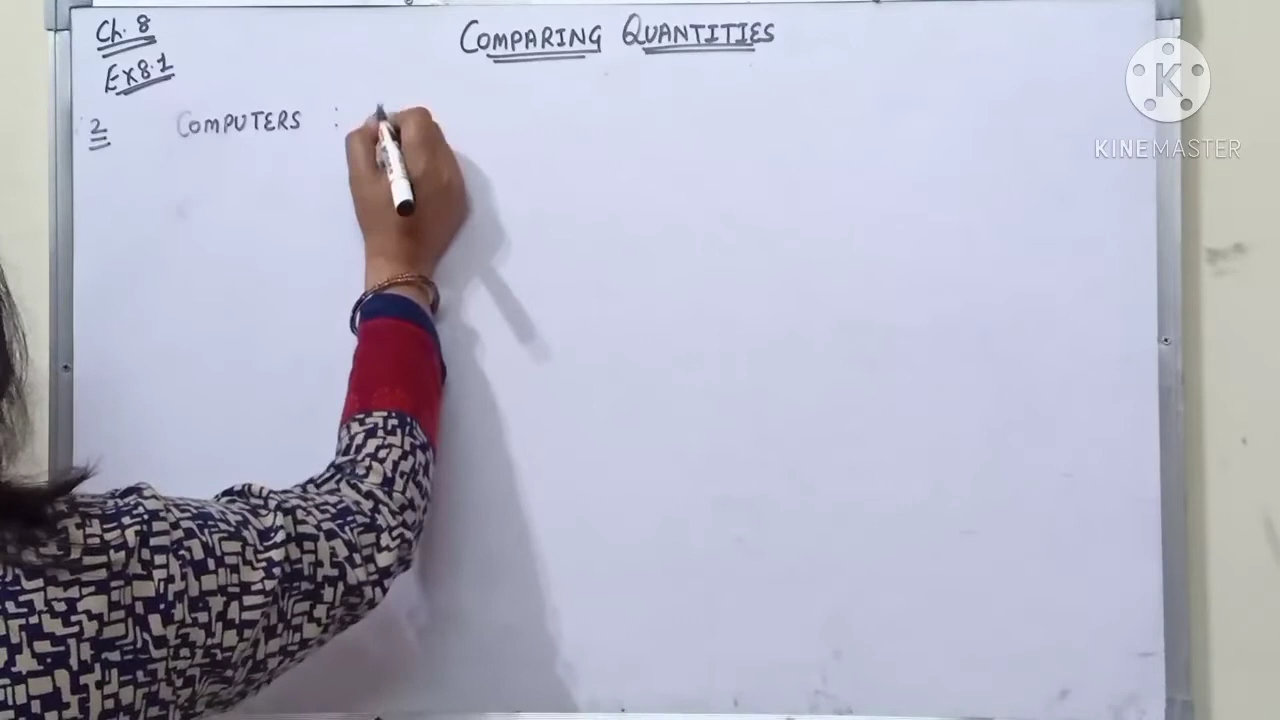 Ch. 8
COMPARING QUANTITIES
Ex 8.1
2 COMPUTERS :
K
KINEMASTER